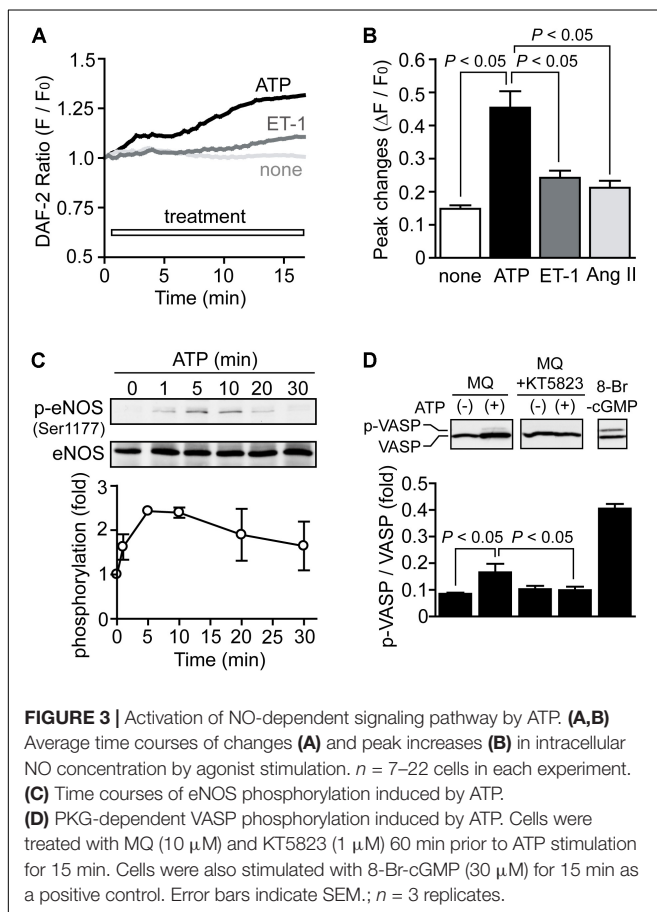 A
DAF-2 Ratio (F / F0)
1.5
1.25
1.0
0.75
0.5
ATP
ET-1
none
treatment
0 5 10 15
Time (min)
B
Peak changes (ΔF / F0)
P < 0.05
P < 0.05 P < 0.05
0.6
0.5
0.4
0.3
0.2
0.1
0
none ATP ET-1 Ang II
C
ATP (min)
0 1 5 10 20 30
p-eNOS
(Ser1177)
eNOS
phosphorylation (fold)
3
2
1
0
0 5 10 15 20 25 30
Time (min)
D
MQ
MQ +KT5823
8-Br -cGMP
ATP (-) (+) (-) (+)
p-VASP
VASP
p-VASP / VASP (fold)
0.5
0.4
0.3
0.2
0.1
0
P < 0.05 P < 0.05
FIGURE 3 | Activation of NO-dependent signaling pathway by ATP. (A,B)
Average time courses of changes (A) and peak increases (B) in intracellular
NO concentration by agonist stimulation. n = 7–22 cells in each experiment.
(C) Time courses of eNOS phosphorylation induced by ATP.
(D) PKG-dependent VASP phosphorylation induced by ATP. Cells were
treated with MQ (10 μM) and KT5823 (1 μM) 60 min prior to ATP stimulation
for 15 min. Cells were also stimulated with 8-Br-cGMP (30 μM) for 15 min as
a positive control. Error bars indicate SEM.; n = 3 replicates.